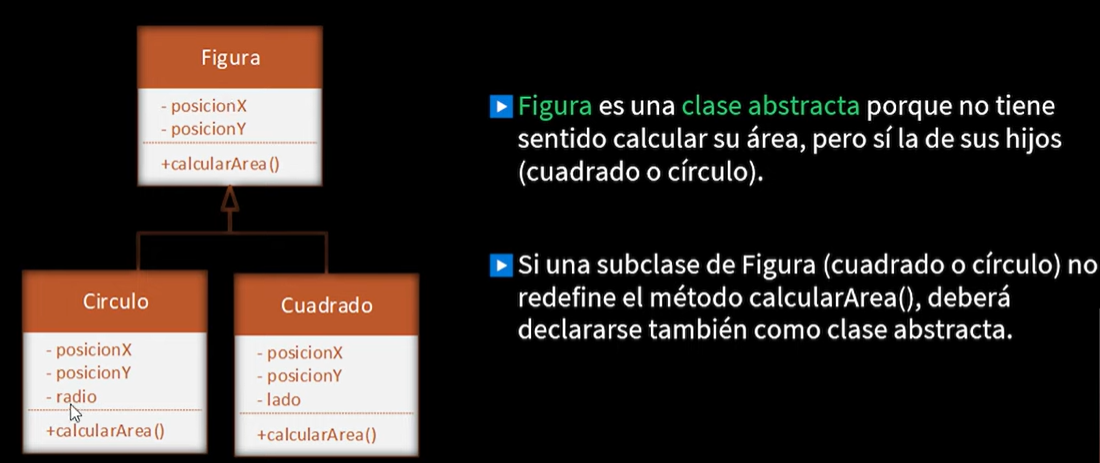 Figura
- posicionX
- posicionY
+calcularArea()
Circulo
- posicionX
- posicionY
- radio
+calcularArea()
Cuadrado
- posicionX
- posicionY
- lado
+calcularArea()
Figura es una clase abstracta porque no tiene
sentido calcular su área, pero sí la de sus hijos
(cuadrado o círculo).
Si una subclase de Figura (cuadrado o círculo) no
redefine el método calcularArea(), deberá
declararse también como clase abstracta.